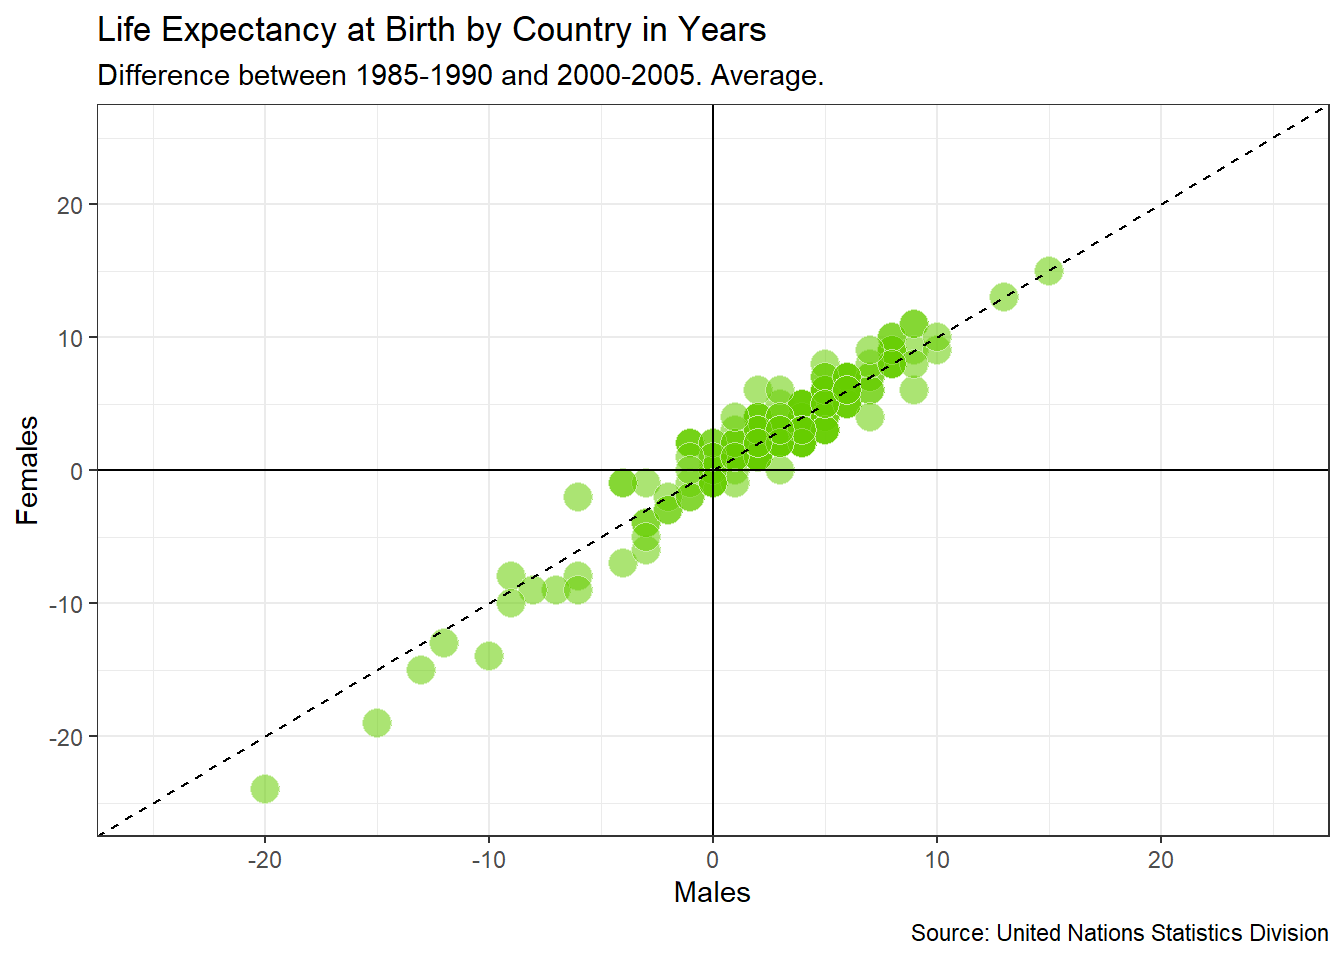 Life Expectancy at Birth by Country in Years
Difference between 1985-1990 and 2000-2005. Average.
Females
20
10
0
-10
-20
-20 -10 0 10 20
Males
Source: United Nations Statistics Division